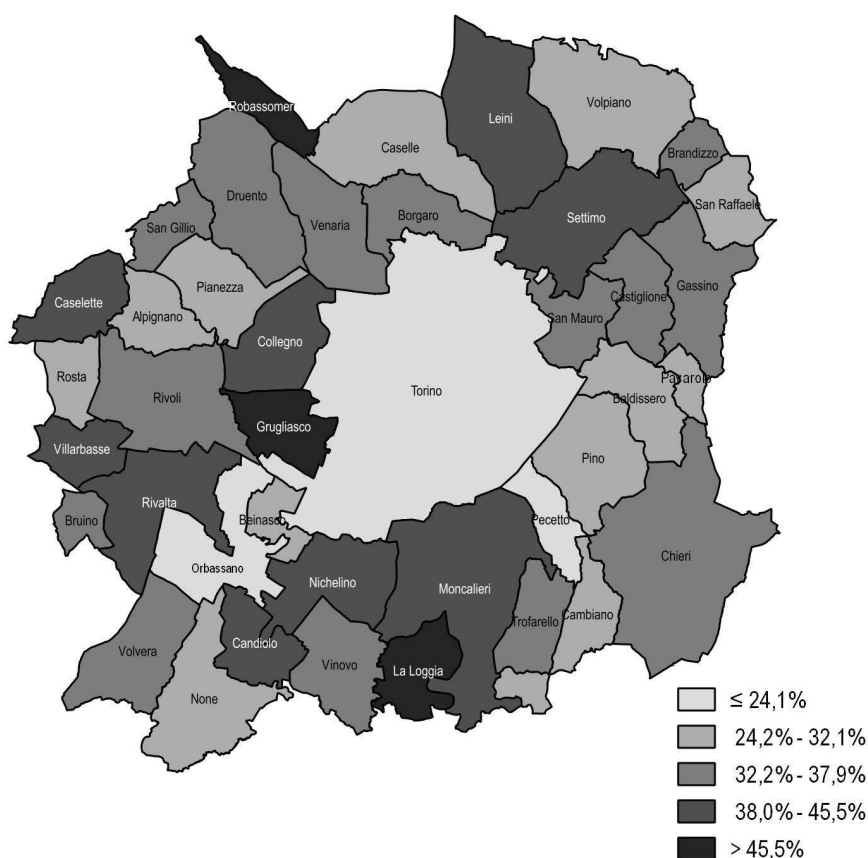 Robassomer
Leini
Volpiano
Caselle
Brandizzo
Druento
San Raffaele
San Gillio
Venaria
Borgaro
Settimo
Pianezza
Gassino
Caselette
Alpignano
Castiglione
San Mauro
Collegno
Rosta
Pavarolo
Rivoli
Torino
Baldissero
Grugliasco
Villarbasse
Pino
Rivalta
Bruino
Beinasco
Pecetto
Chieri
Orbassano
Nichelino
Moncalieri
Trofarello
Cambiano
Volvera
Candiolo
Vinovo
La Loggia
None
≤ 24,1%
24,2% - 32,1%
32,2% - 37,9%
38,0% - 45,5%
> 45,5%